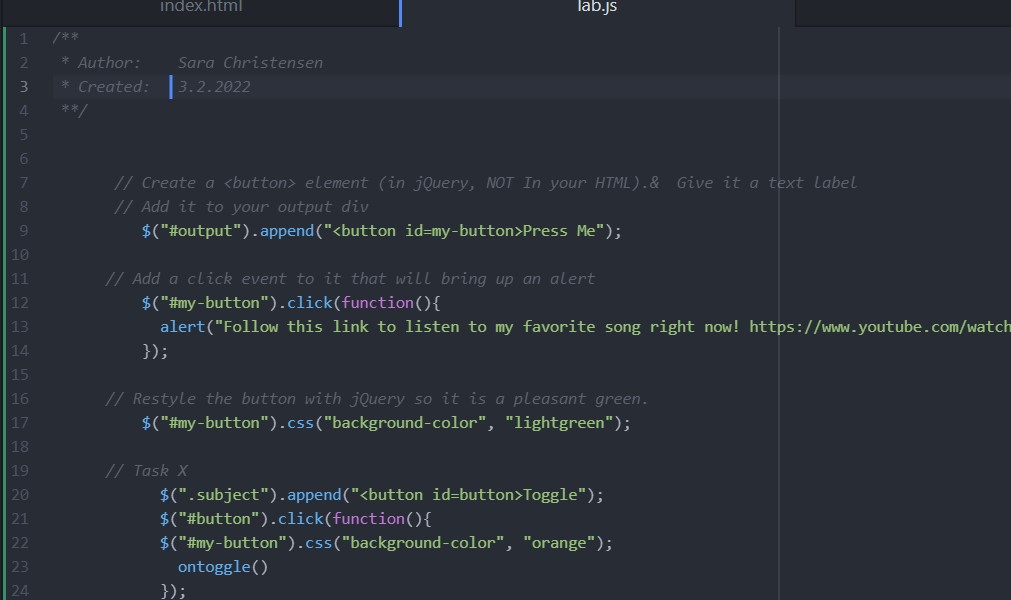 index.html
lab.js
1 /**
2 * Author: Sara Christensen
3 * Created: 3.2.2022
4 **/
5
6
7 // Create a <button> element (in jQuery, NOT In your HTML).& Give it a text label
8 // Add it to your output div
9 $("#output").append("<button id=my-button>Press Me");
10
11 // Add a click event to it that will bring up an alert
12 $("#my-button").click(function(){
13 alert("Follow this link to listen to my favorite song right now! https://www.youtube.com/watch
14 });
15
16 // Restyle the button with jQuery so it is a pleasant green.
17 $("#my-button").css("background-color", "lightgreen");
18
19 // Task X
20 $(".subject").append("<button id=button>Toggle");
21 $("#button").click(function(){
22 $("#my-button").css("background-color", "orange");
23 ontoggle()
24 });